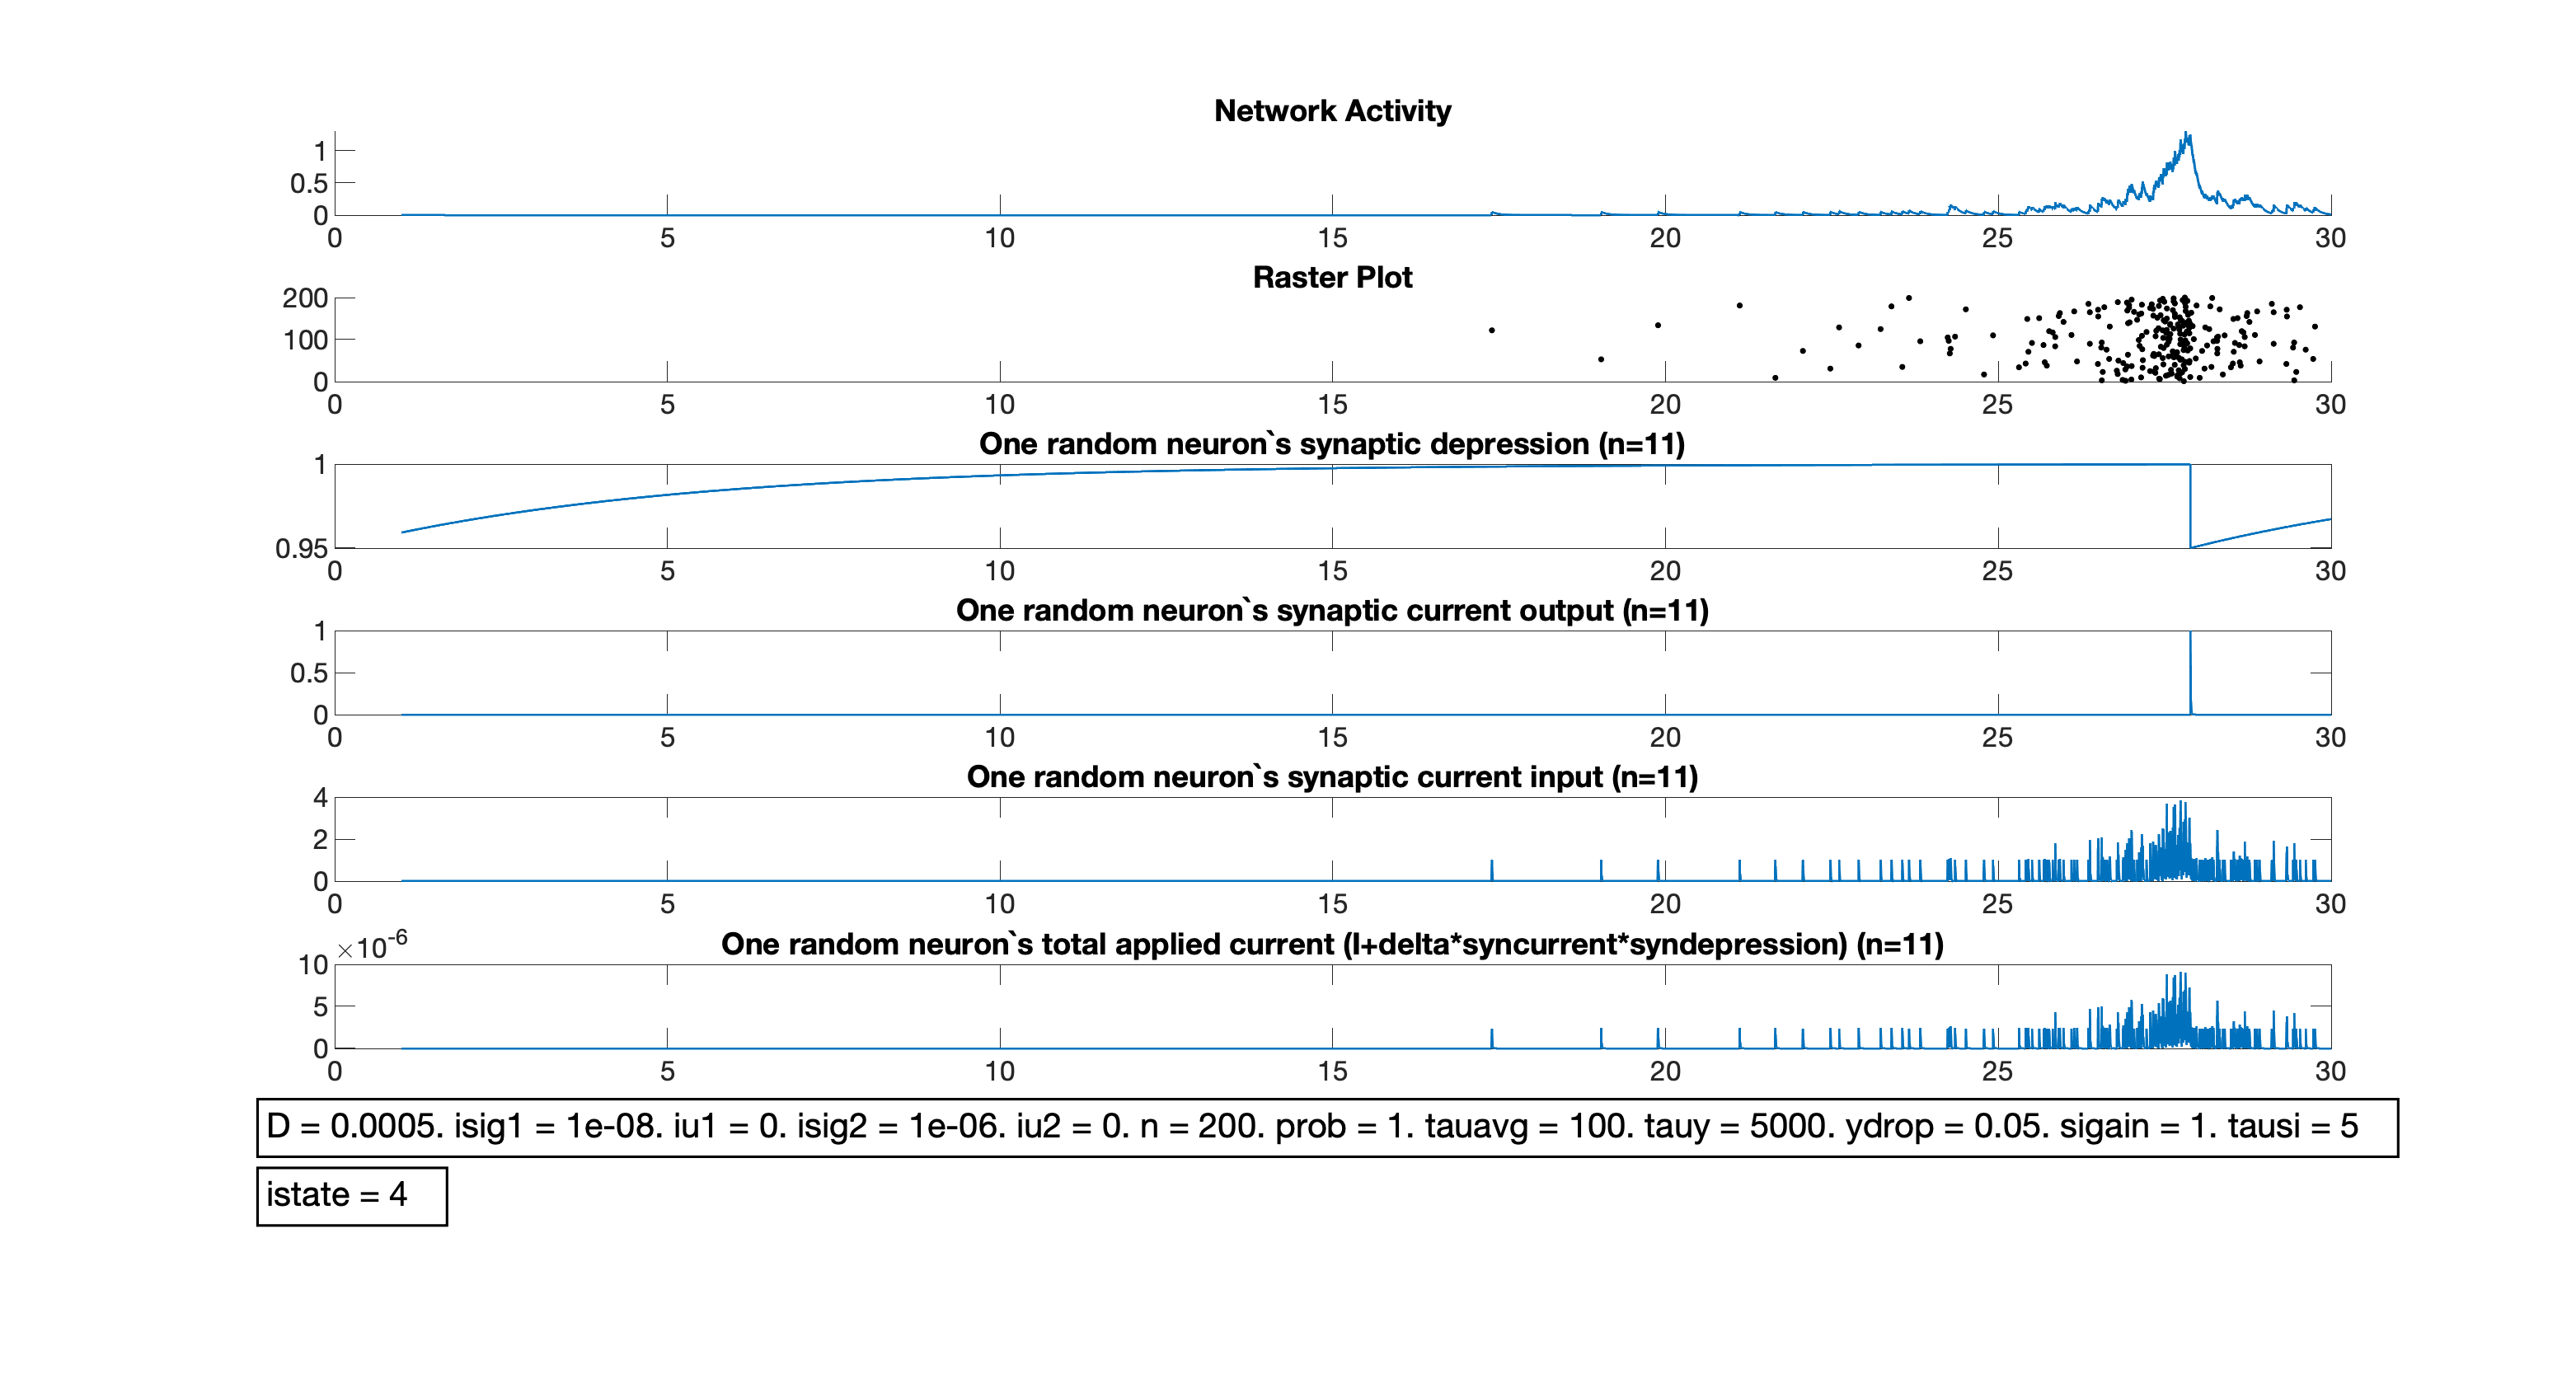 Network Activity
1
0.5
0
0 5 10 15 20 25 30
Raster Plot
200
100
0
0 5 10 15 20 25 30
One random neuron`s synaptic depression (n=11)
1
0.95
0 5 10 15 20 25 30
One random neuron`s synaptic current output (n=11)
1
0.5
0
0 5 10 15 20 25 30
One random neuron`s synaptic current input (n=11)
4
2
0
0 5 10 15 20 25 30
×10-6
One random neuron`s total applied current (I+delta*syncurrent*syndepression) (n=11)
10
5
0
0 5 10 15 20 25 30
D = 0.0005. isig1 = 1e-08. iu1 = 0. isig2 = 1e-06. iu2 = 0. n = 200. prob = 1. tauavg = 100. tauy = 5000. ydrop = 0.05. sigain = 1. tausi = 5
istate = 4